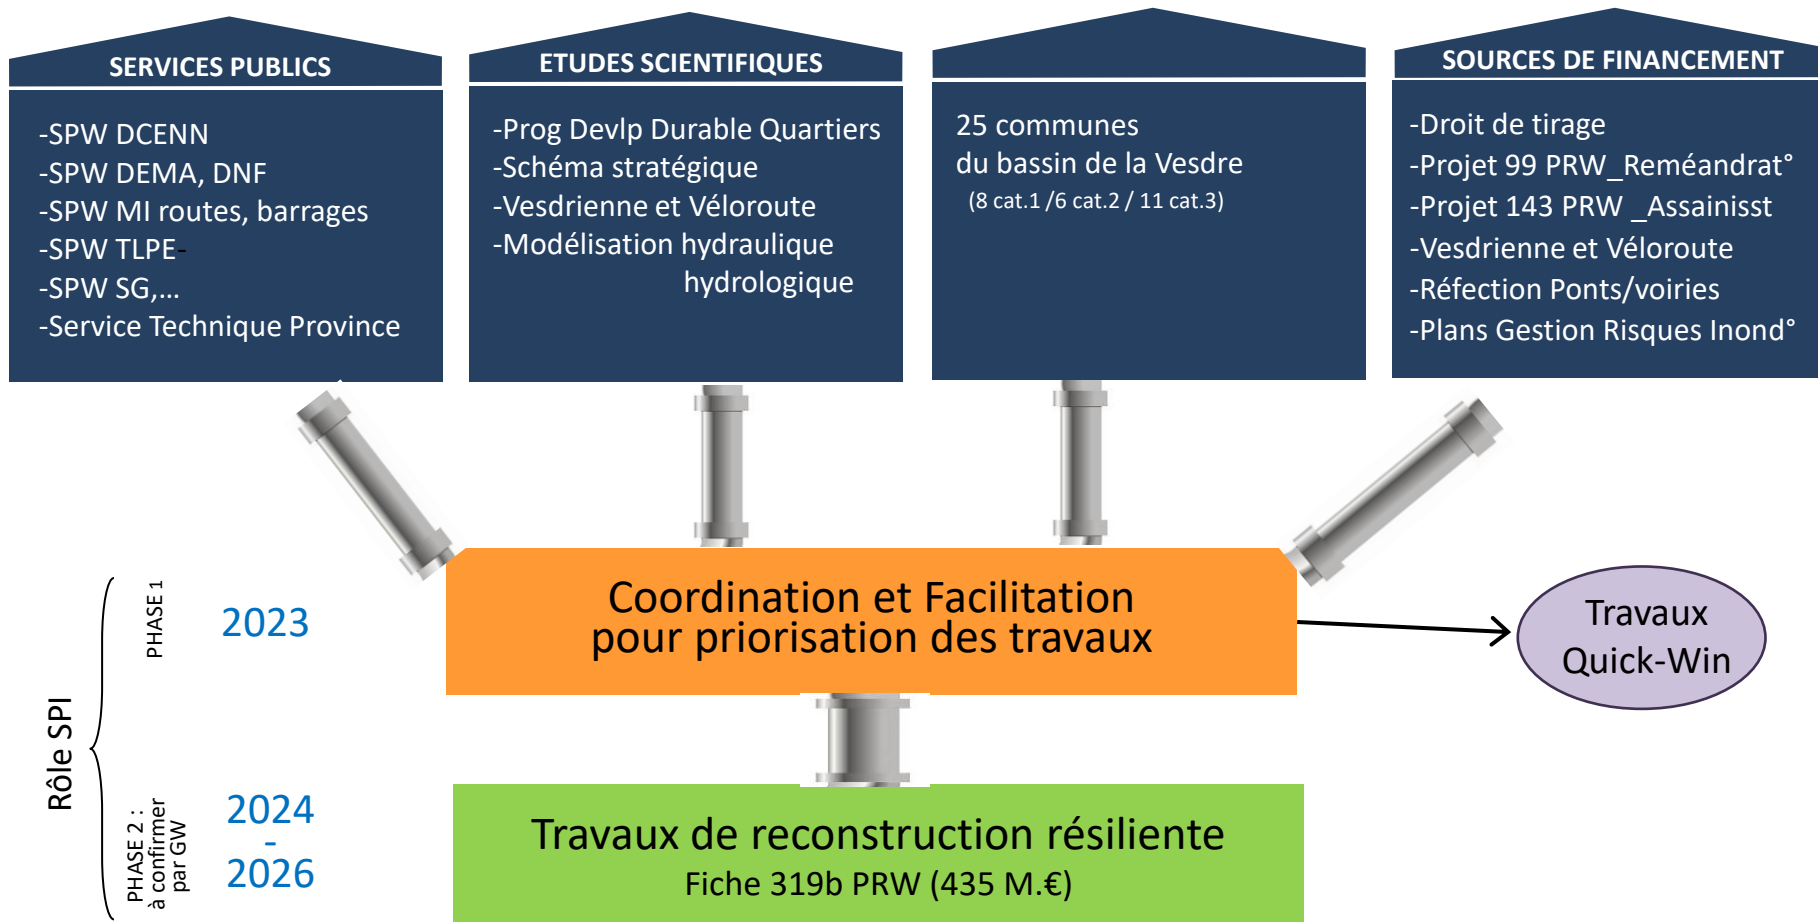 SERVICES PUBLICS
-SPW DCENN
-SPW DEMA, DNF
-SPW MI routes, barrages
-SPW TLPE-
-SPW SG,...
-Service Technique Province
ETUDES SCIENTIFIQUES
-Prog Devlp Durable Quartiers
-Schéma stratégique
-Vesdrienne et Véloroute
-Modélisation hydraulique
hydrologique
25 communes
du bassin de la Vesdre
(8 cat.1 /6 cat.2 / 11 cat.3)
SOURCES DE FINANCEMENT
-Droit de tirage
-Projet 99 PRW_Reméandrat°
-Projet 143 PRW _Assainisst
-Vesdrienne et Véloroute
-Réfection Ponts/voiries
-Plans Gestion Risques Inond°
Rôle SPI
PHASE 1
2023
Coordination et Facilitation
pour priorisation des travaux
Travaux
Quick-Win
PHASE 2 :
à confirmer
par GW
2024
-
2026
Travaux de reconstruction résiliente
Fiche 319b PRW (435 M.€)